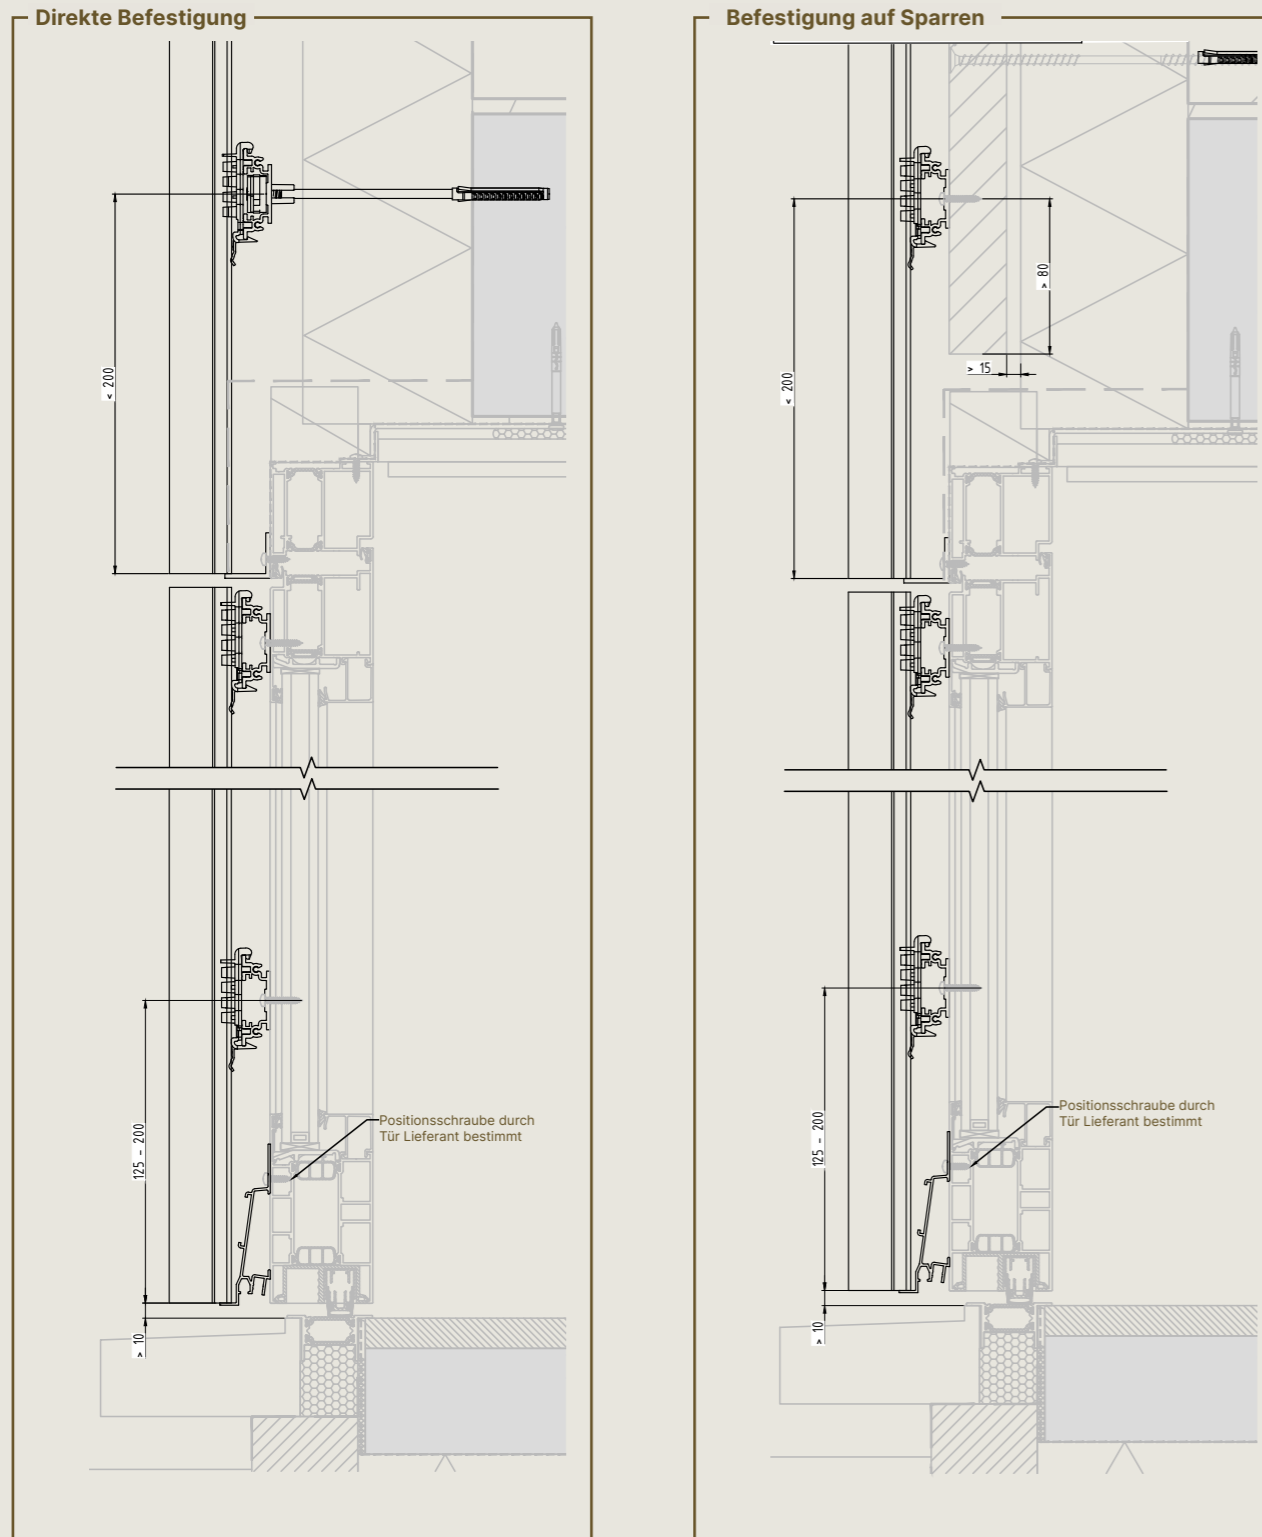 Direkte Befestigung
< 200
125 - 200
> 10
Positionsschraube durch
Tür Lieferant bestimmt
Befestigung auf Sparren
< 200
> 80
> 15
125 - 200
> 10
Positionsschraube durch
Tür Lieferant bestimmt